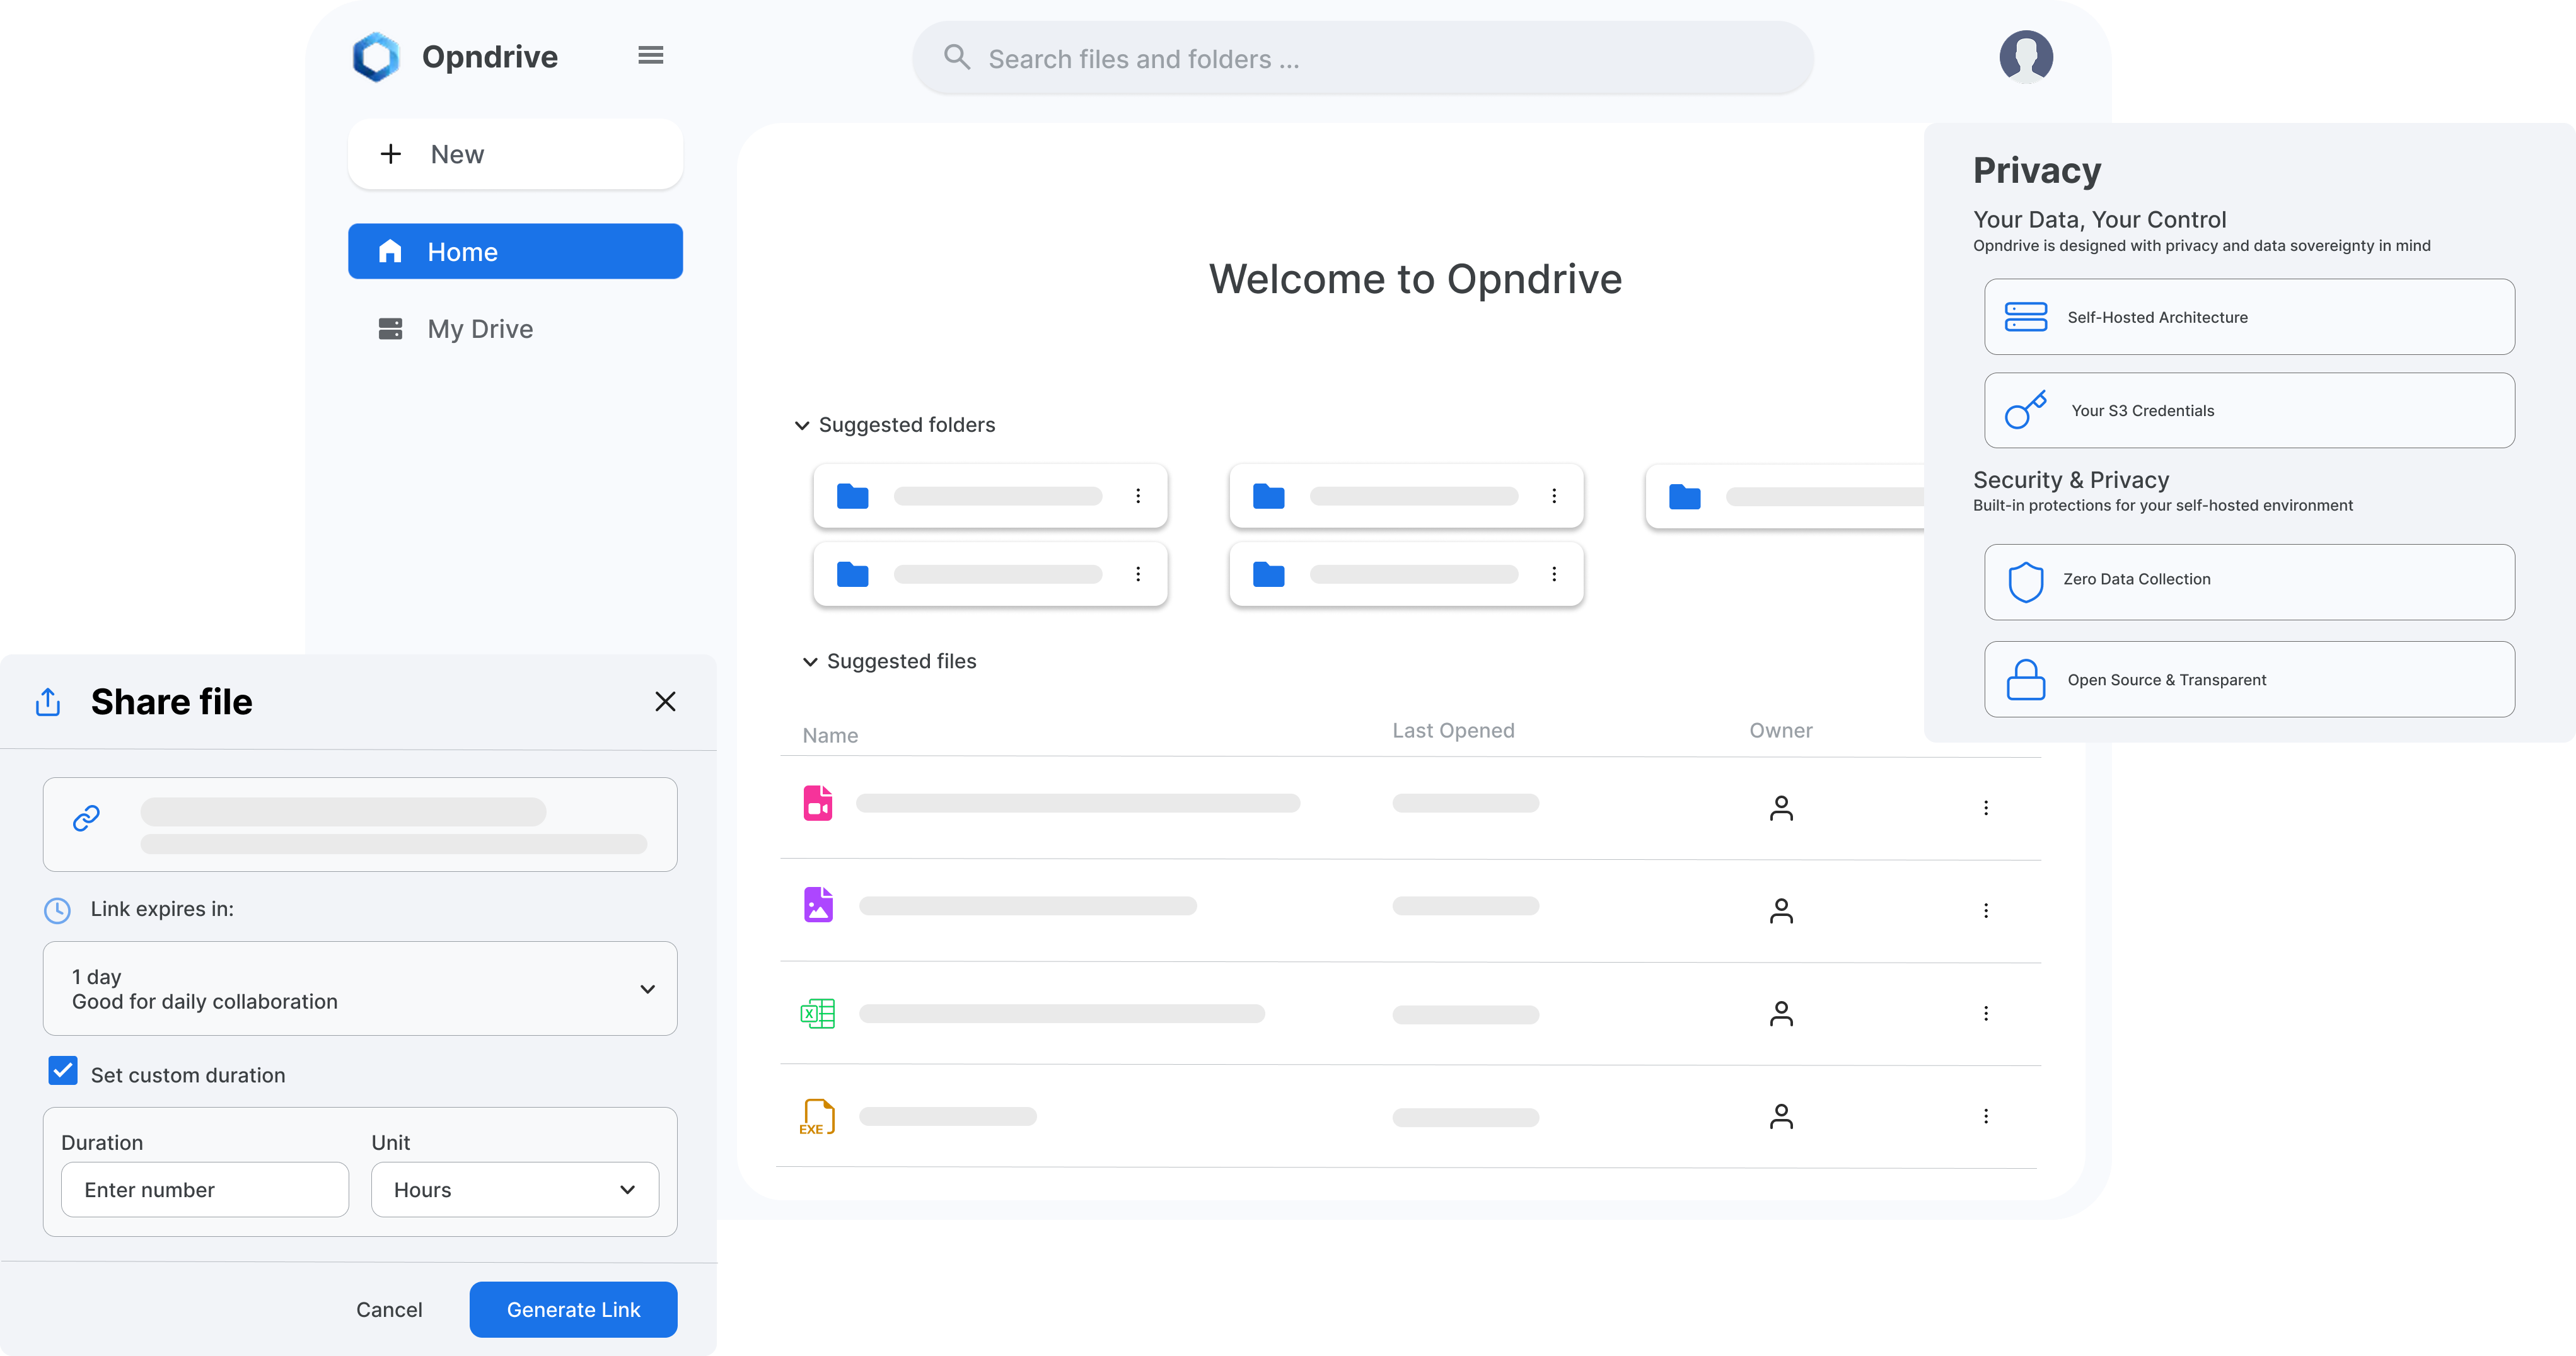 Opndrive
Search files and folders ...
New
Home
My Drive
Welcome to Opndrive
Suggested folders
Suggested files
Name
Last Opened
Owner
EXE
Privacy
Your Data, Your Control
Opndrive is designed with privacy and data sovereignty in mind
Self-Hosted Architecture
Your S3 Credentials
Security & Privacy
Built-in protections for your self-hosted environment
Zero Data Collection
Open Source & Transparent
Share file
Link expires in:
1 day
Good for daily collaboration
Set custom duration
Duration
Unit
Enter number
Hours
Cancel
Generate Link